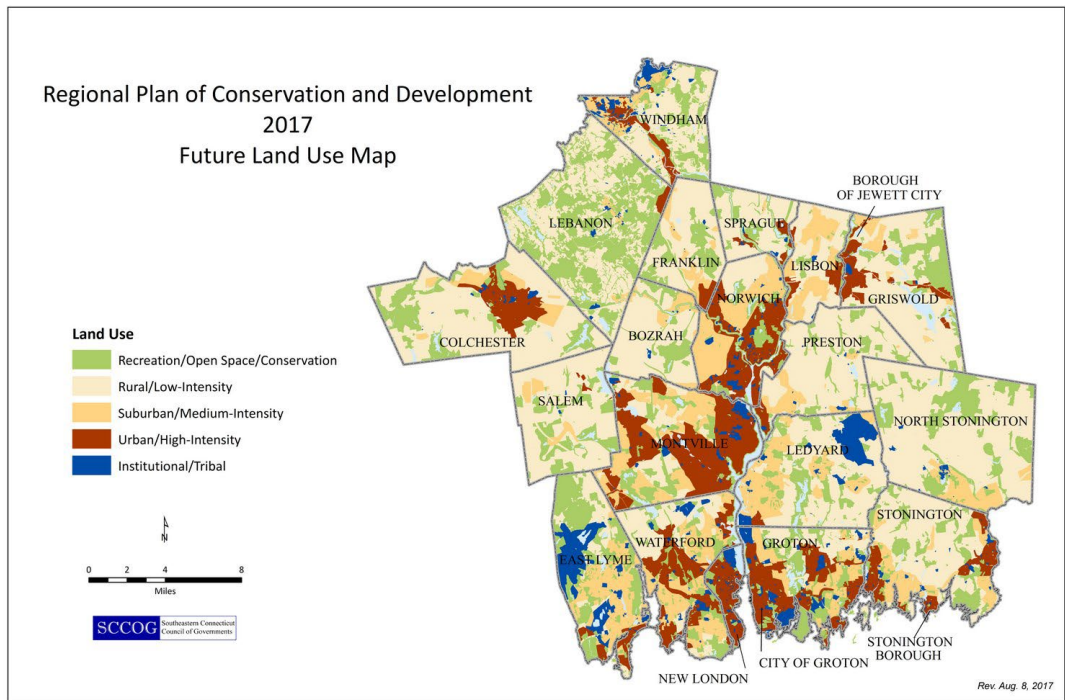 Regional Plan of Conservation and Development
2017
Future Land Use Map
WINDHAM
BOROUGH
OF JEWETT CITY
LEBANON
SPRAGUE
FRANKLIN
LISBON
NORWICH
GRISWOLD
COLCHESTER
BOZRAH
PRESTON
SALEM
NORTH STONINGTON
MONTVILLE
LEDYARD
STONINGTON
WATERFORD
GROTON
EAST LYME
STONINGTON
BOROUGH
CITY OF GROTON
NEW LONDON
Land Use
Recreation/Open Space/Conservation
Rural/Low-Intensity
Suburban/Medium-Intensity
Urban/High-Intensity
Institutional/Tribal
N
0 2 4 8
Miles
SCCOG
Southeastern Connecticut
Council of Governments
Rev. Aug. 8, 2017